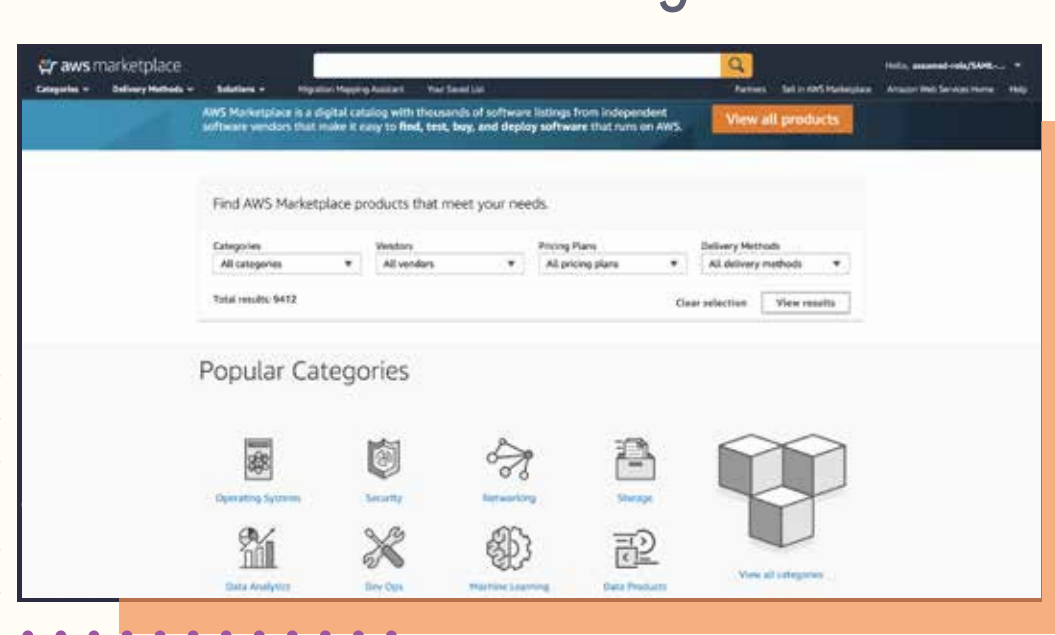 aws marketplace
Hello, assumed-role/SAML-...
Categories Delivery Methods Solutions Migration Mapping Assistant Your Saved List Partners Sell in AWS Marketplace Amazon Web Services Home Help
AWS Marketplace is a digital catalog with thousands of software listings from independent
software vendors that make it easy to find, test, buy, and deploy software that runs on AWS.
View all products
Find AWS Marketplace products that meet your needs.
Categories Vendors Pricing Plans Delivery Methods
All categories All vendors All pricing plans All delivery methods
Total results: 9412
Clear selection View results
Popular Categories
Operating Systems Security Networking Storage
Data Analytics Dev Ops Machine Learning Data Products
View all categories